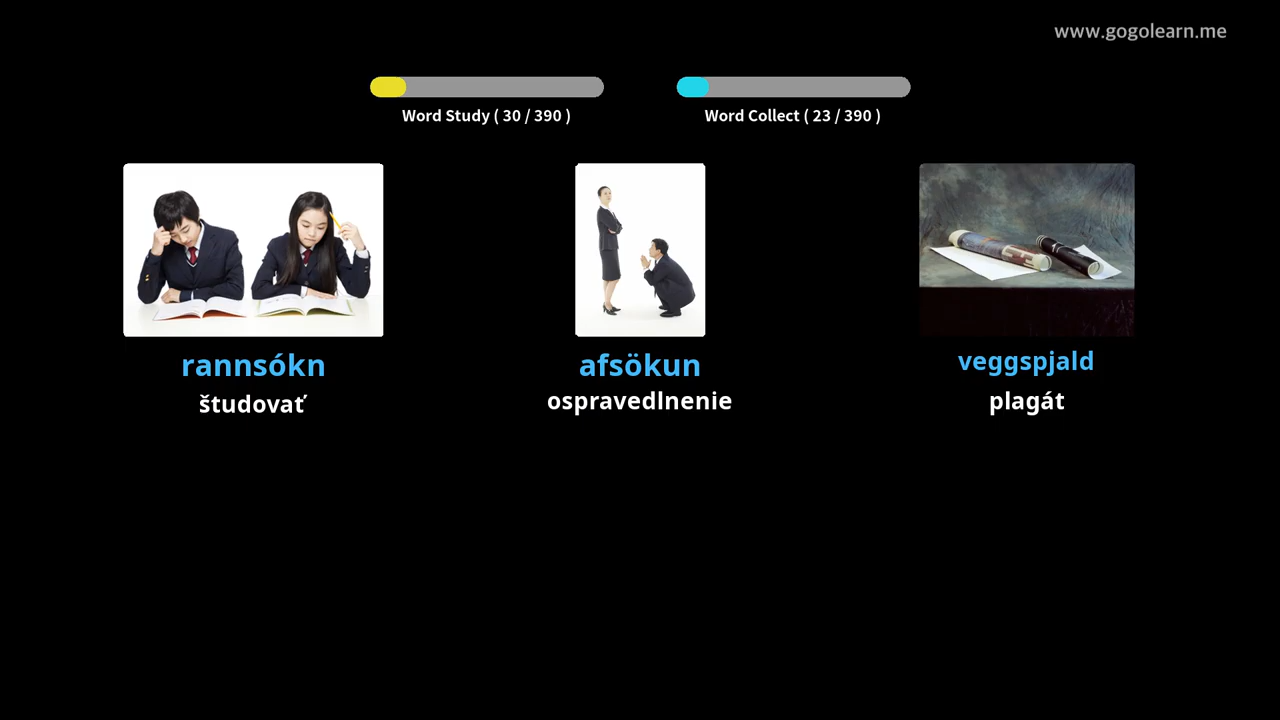 www.gogolearn.me
Word Study ( 30 / 390 )
Word Collect ( 23 / 390 )
rannsókn
študovať
afsökun
ospravedlnenie
veggspjald
plagát